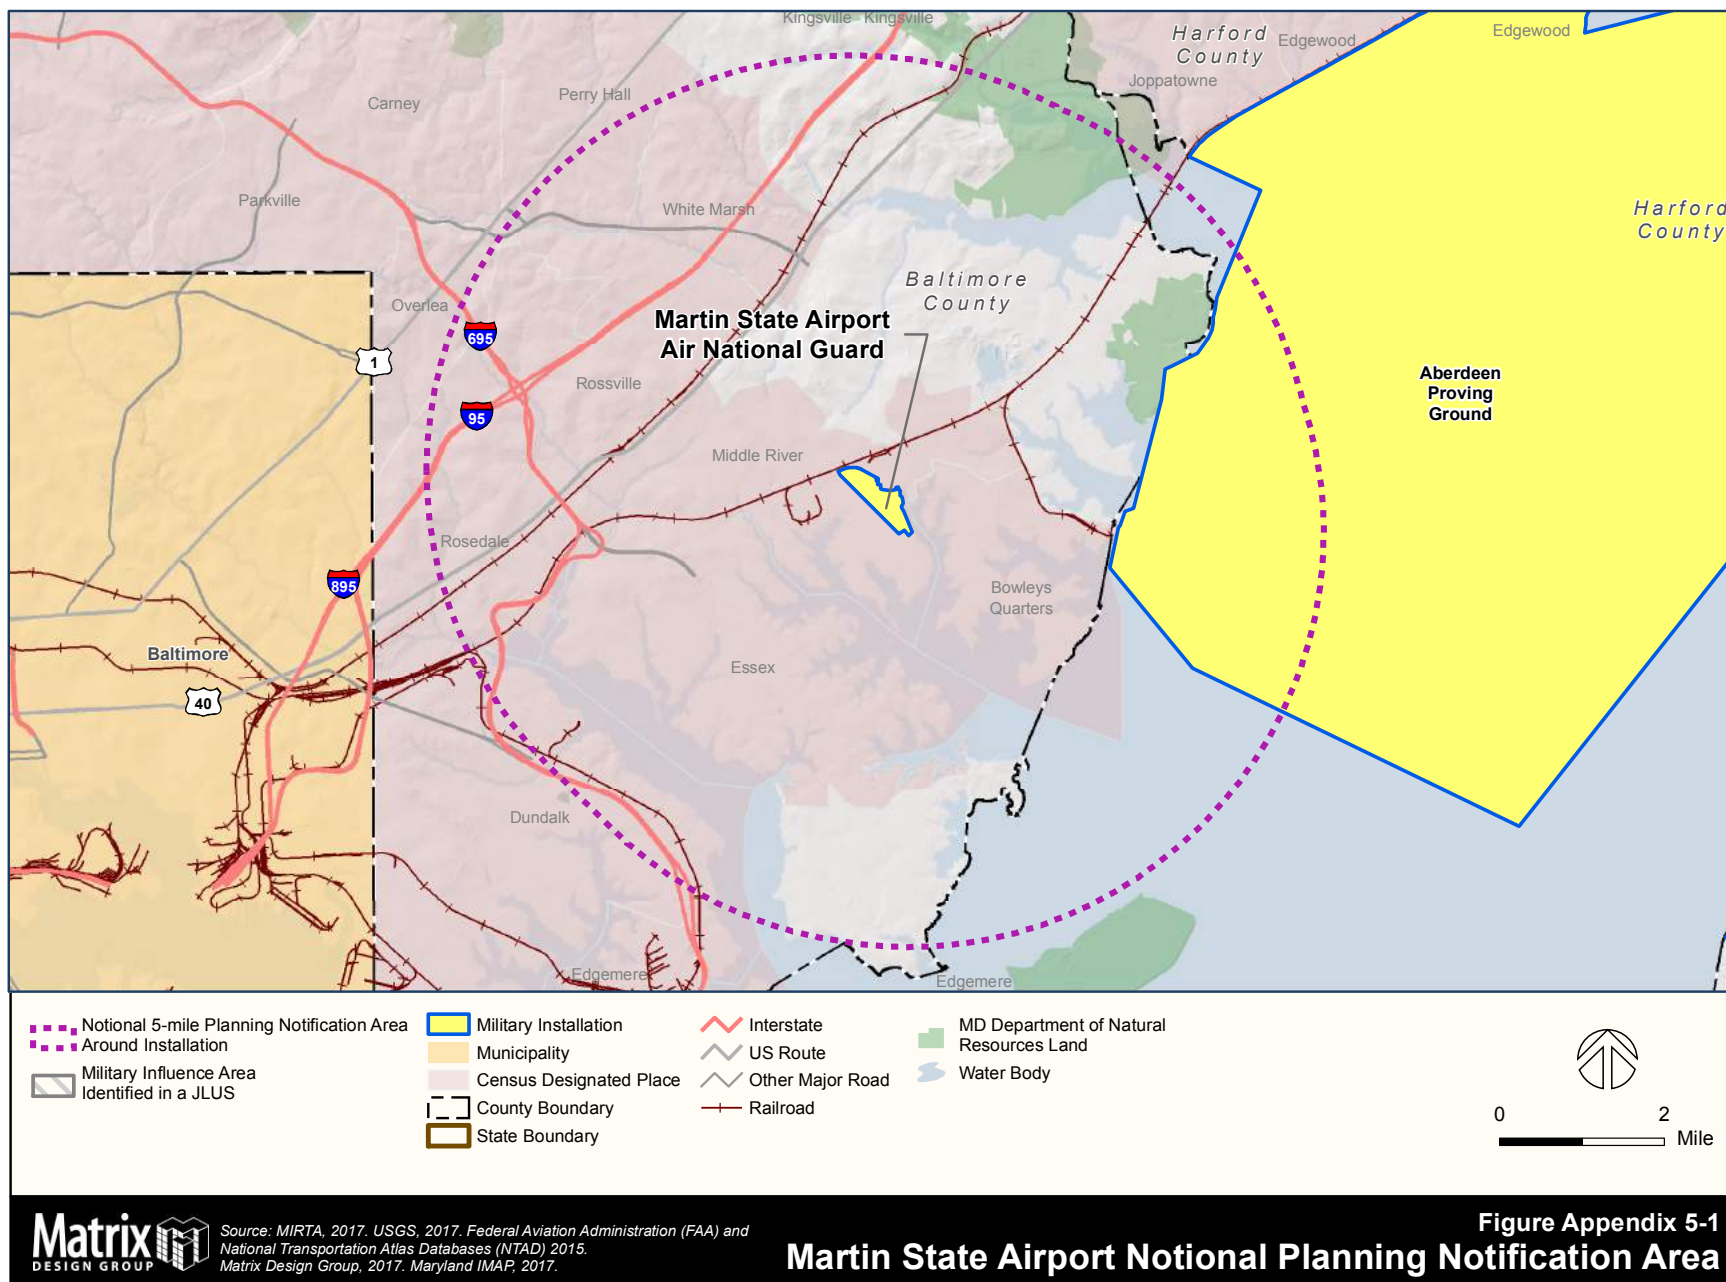 Kingsville Kingsville
Harford
County
Edgewood
Edgewood
Joppatowne
Carney
Perry Hall
Parkville
White Marsh
Harford
County
Baltimore
County
Overlea
Martin State Airport
Air National Guard
695
1
Rossville
95
Aberdeen
Proving
Ground
Middle River
Rosedale
895
Bowleys
Quarters
Baltimore
Essex
40
Dundalk
Edgemere
Edgemere
Notional 5-mile Planning Notification Area
Around Installation
Military Influence Area
Identified in a JLUS
Military Installation
Municipality
Census Designated Place
County Boundary
State Boundary
Interstate
US Route
Other Major Road
Railroad
MD Department of Natural
Resources Land
Water Body
0 2
Mile
Matrix
DESIGN GROUP
Source: MIRTA, 2017. USGS, 2017. Federal Aviation Administration (FAA) and
National Transportation Atlas Databases (NTAD) 2015.
Matrix Design Group, 2017. Maryland IMAP, 2017.
Figure Appendix 5-1
Martin State Airport Notional Planning Notification Area